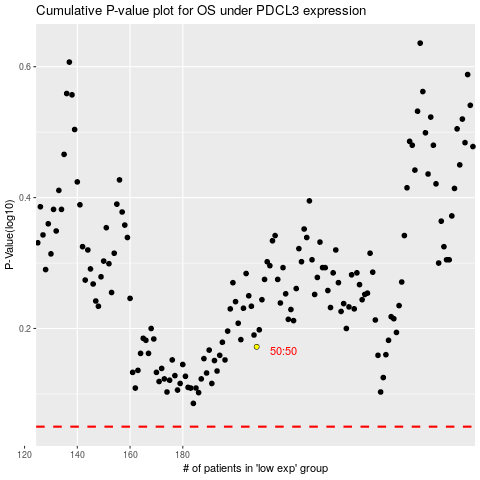 Cumulative P-value plot for OS under PDCL3 expression
P-Value(log10)
0.6
0.4
0.2
50:50
120 140 160 180
# of patients in 'low exp' group